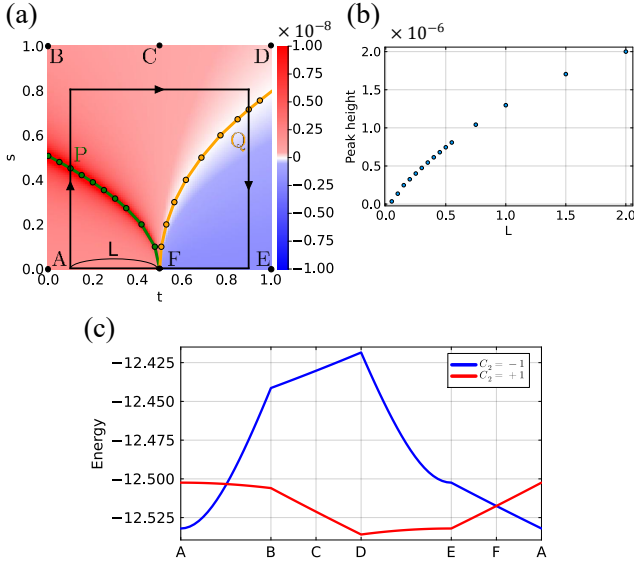 (a)
× 10⁻⁸
B C D
P
Q
A L F E
1.0
0.8
0.6
0.4
0.2
0.0
s
0.0 0.2 0.4 0.6 0.8 1.0
t
1.00
0.75
0.50
0.25
0
−0.25
−0.50
−0.75
−1.00
(b)
× 10⁻⁶
2.0
1.5
1.0
0.5
0.0
Peak height
0.0 0.5 1.0 1.5 2.0
L
(c)
−12.425
−12.450
−12.475
−12.500
−12.525
Energy
C₂ = −1
C₂ = +1
A B C D E F A